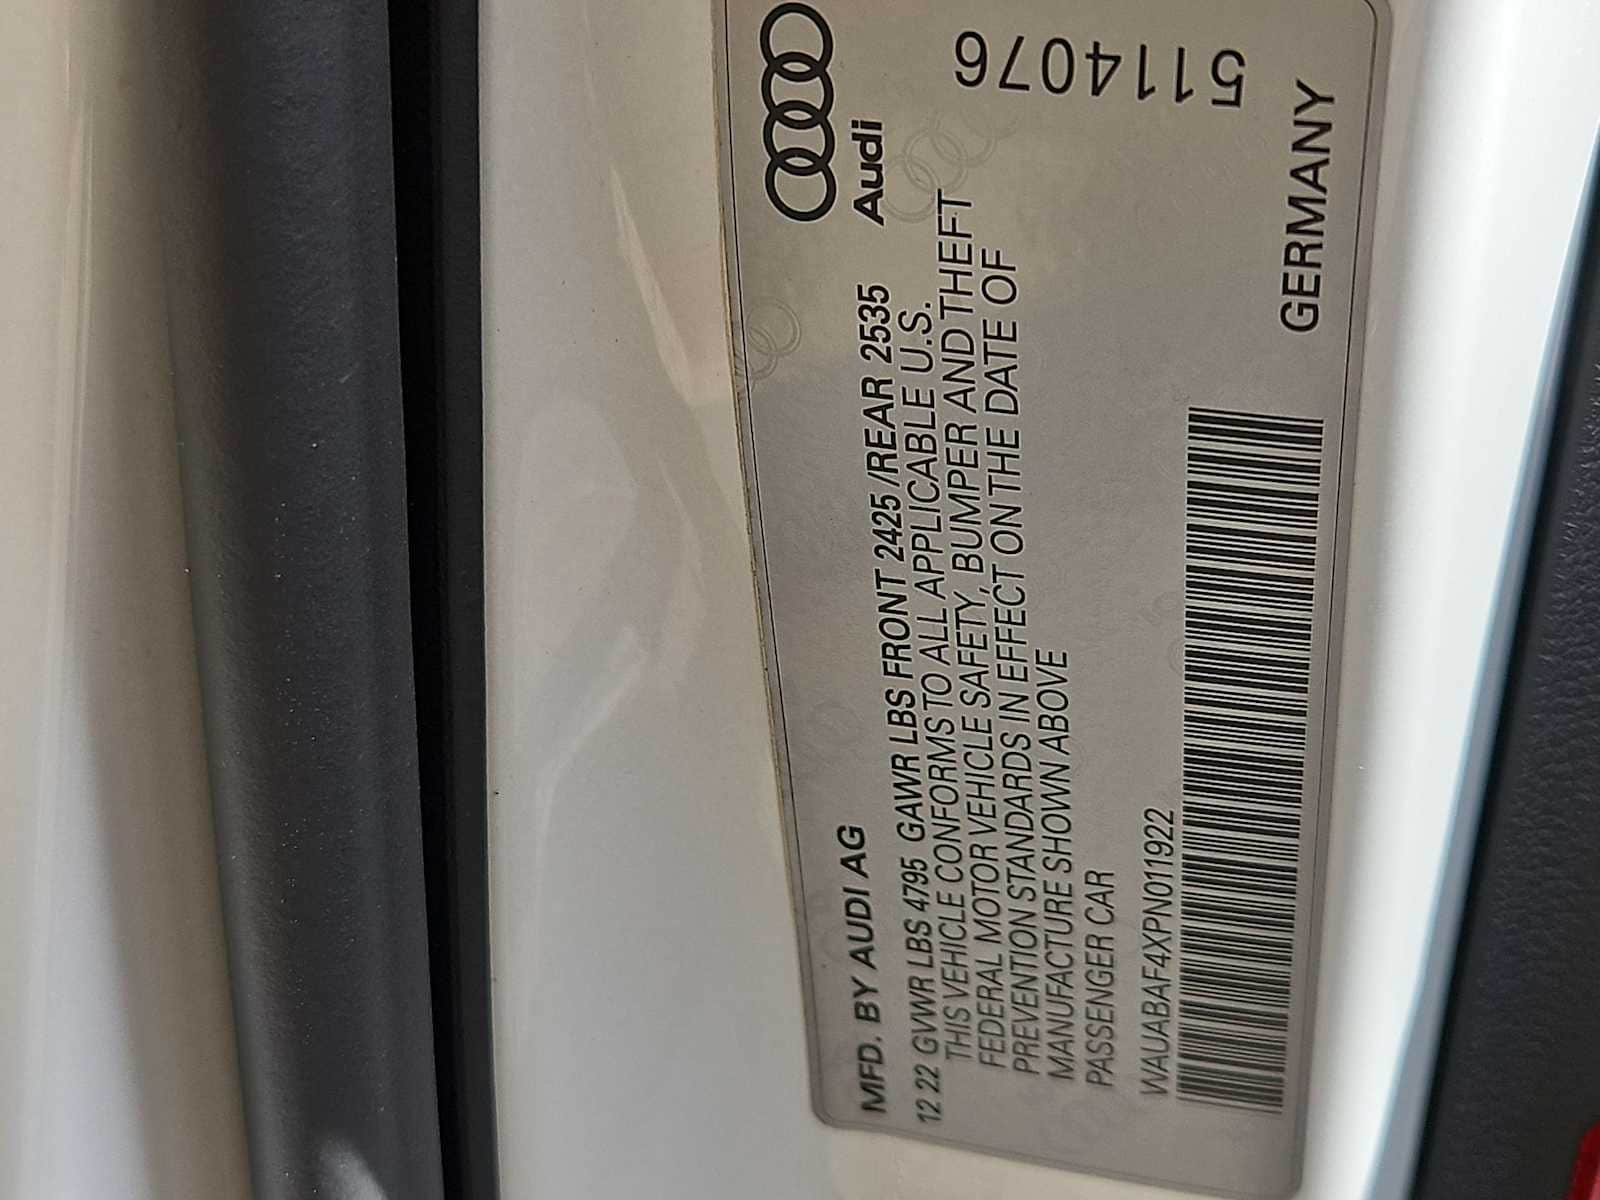 MFD. BY AUDI AG
Audi
12 22 GVWR LBS 4795 GAWR LBS FRONT 2425 /REAR 2535
THIS VEHICLE CONFORMS TO ALL APPLICABLE U.S.
FEDERAL MOTOR VEHICLE SAFETY, BUMPER AND THEFT
PREVENTION STANDARDS IN EFFECT ON THE DATE OF
MANUFACTURE SHOWN ABOVE
PASSENGER CAR
WAUABAF4XPN011922
GERMANY
5114076